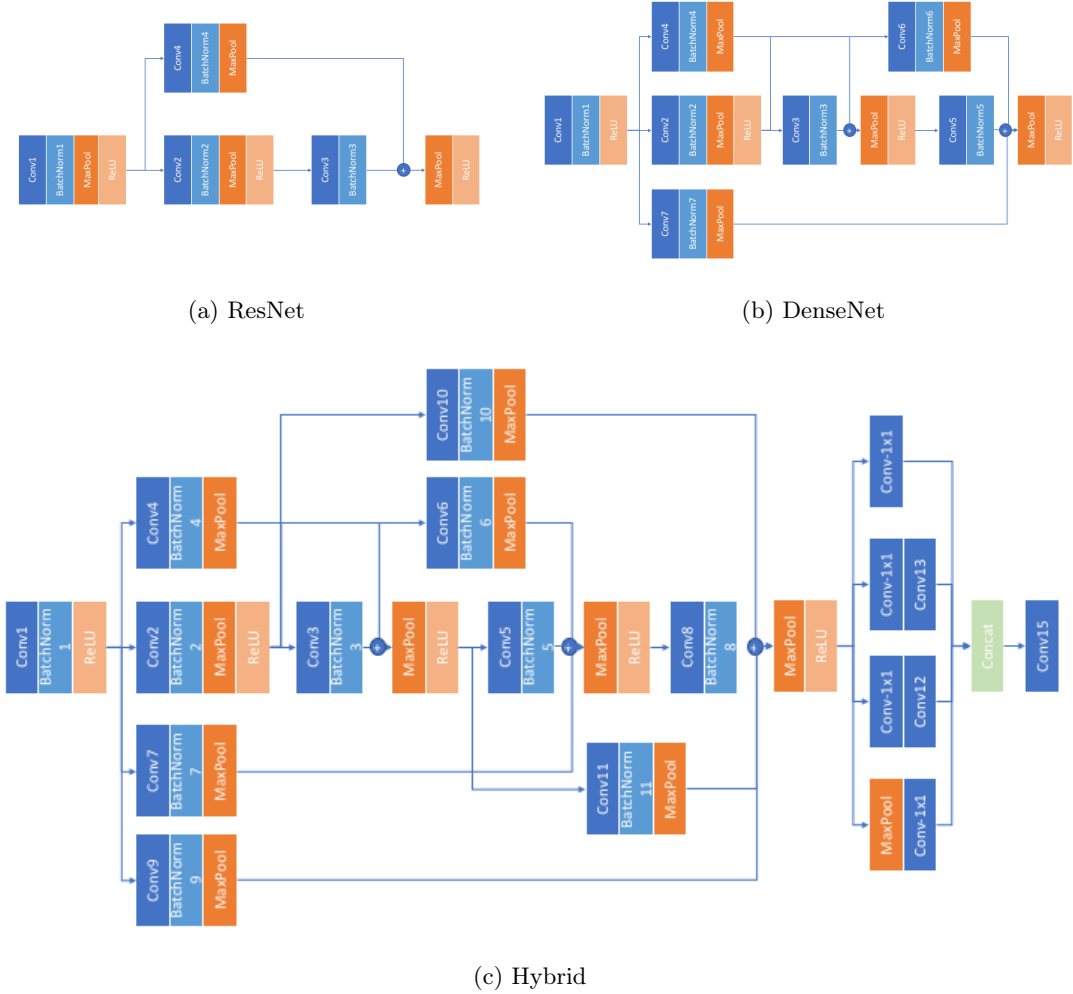 Conv4
BatchNorm4
MaxPool
Conv1
BatchNorm1
MaxPool
ReLU
Conv2
BatchNorm2
MaxPool
ReLU
Conv3
BatchNorm3
+
MaxPool
ReLU
(a) ResNet
Conv4
BatchNorm4
MaxPool
Conv6
BatchNorm6
MaxPool
Conv1
BatchNorm1
ReLU
Conv2
BatchNorm2
MaxPool
ReLU
Conv3
BatchNorm3
+
MaxPool
ReLU
Conv5
BatchNorm5
+
MaxPool
ReLU
Conv7
BatchNorm7
MaxPool
(b) DenseNet
Conv10
BatchNorm
10
MaxPool
Conv4
BatchNorm
4
MaxPool
Conv6
BatchNorm
6
MaxPool
Conv1
BatchNorm
1
ReLU
Conv2
BatchNorm
2
MaxPool
ReLU
Conv3
BatchNorm
3
+
MaxPool
ReLU
Conv5
BatchNorm
5
+
MaxPool
ReLU
Conv8
BatchNorm
8
+
MaxPool
ReLU
Conv7
BatchNorm
7
MaxPool
Conv11
BatchNorm
11
MaxPool
Conv9
BatchNorm
9
MaxPool
Conv-1x1
Conv-1x1
Conv13
Conv-1x1
Conv12
MaxPool
Conv-1x1
Concat
Conv15
(c) Hybrid